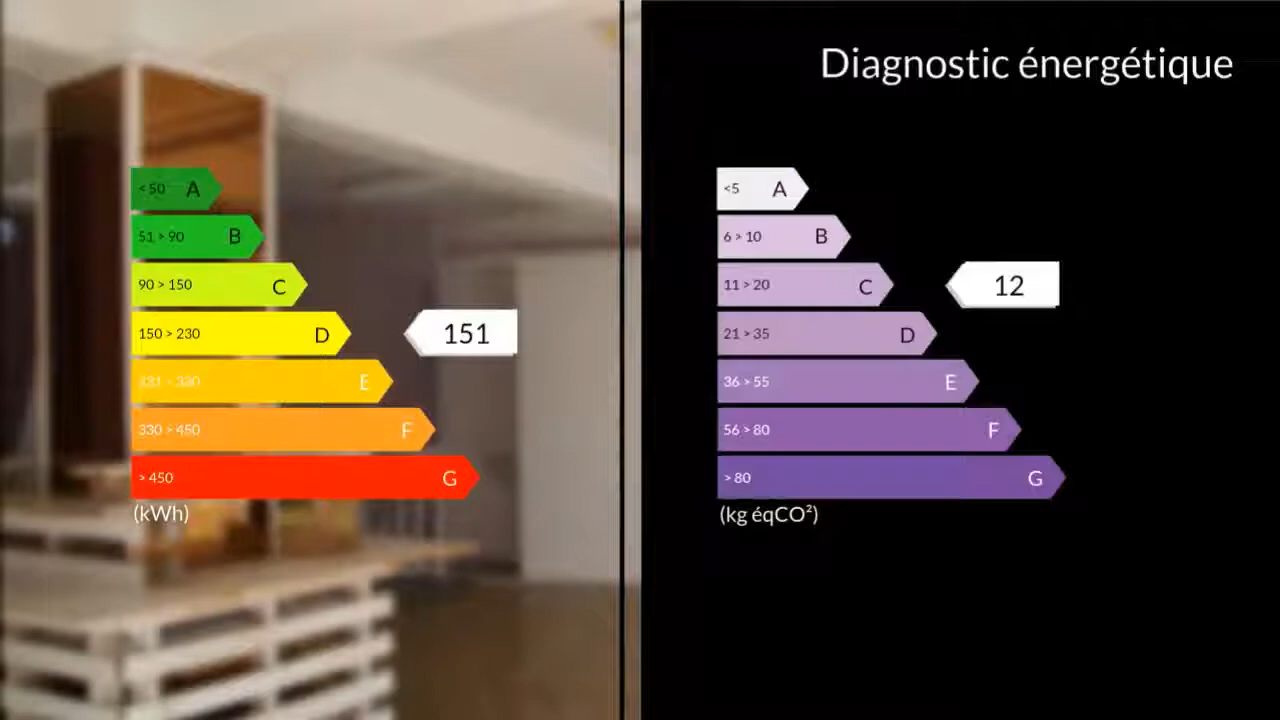 Diagnostic énergétique
< 50 A
51 > 90 B
90 > 150 C
150 > 230 D
151
E
330 > 450 F
> 450 G
(kWh)
<5 A
6 > 10 B
11 > 20 C
12
21 > 35 D
36 > 55 E
56 > 80 F
> 80 G
(kg éqCO²)